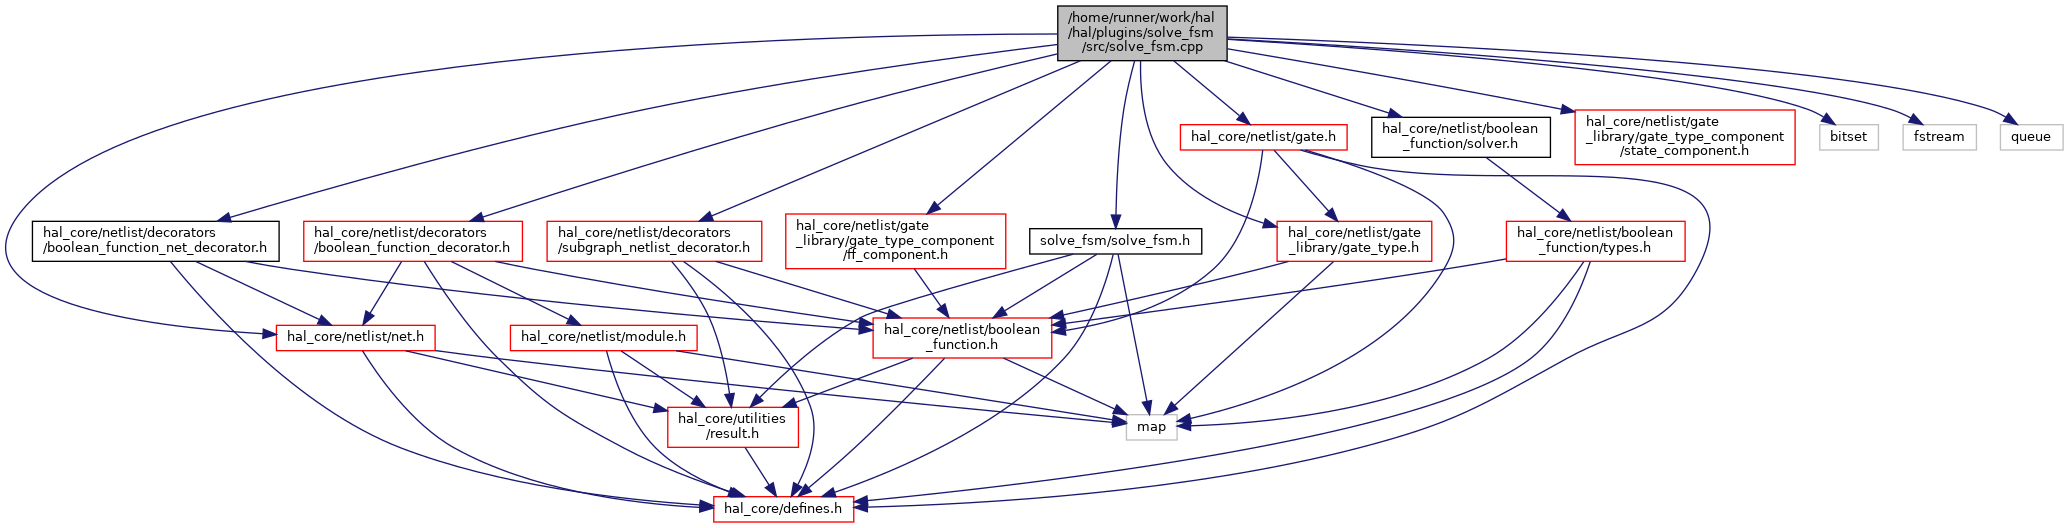 /home/runner/work/hal
/hal/plugins/solve_fsm
/src/solve_fsm.cpp
hal_core/netlist/gate.h
hal_core/netlist/boolean
_function/solver.h
hal_core/netlist/gate
_library/gate_type_component
/state_component.h
bitset
fstream
queue
hal_core/netlist/decorators
/boolean_function_net_decorator.h
hal_core/netlist/decorators
/boolean_function_decorator.h
hal_core/netlist/decorators
/subgraph_netlist_decorator.h
hal_core/netlist/gate
_library/gate_type_component
/ff_component.h
solve_fsm/solve_fsm.h
hal_core/netlist/gate
_library/gate_type.h
hal_core/netlist/boolean
_function/types.h
hal_core/netlist/net.h
hal_core/netlist/module.h
hal_core/netlist/boolean
_function.h
hal_core/utilities
/result.h
map
hal_core/defines.h